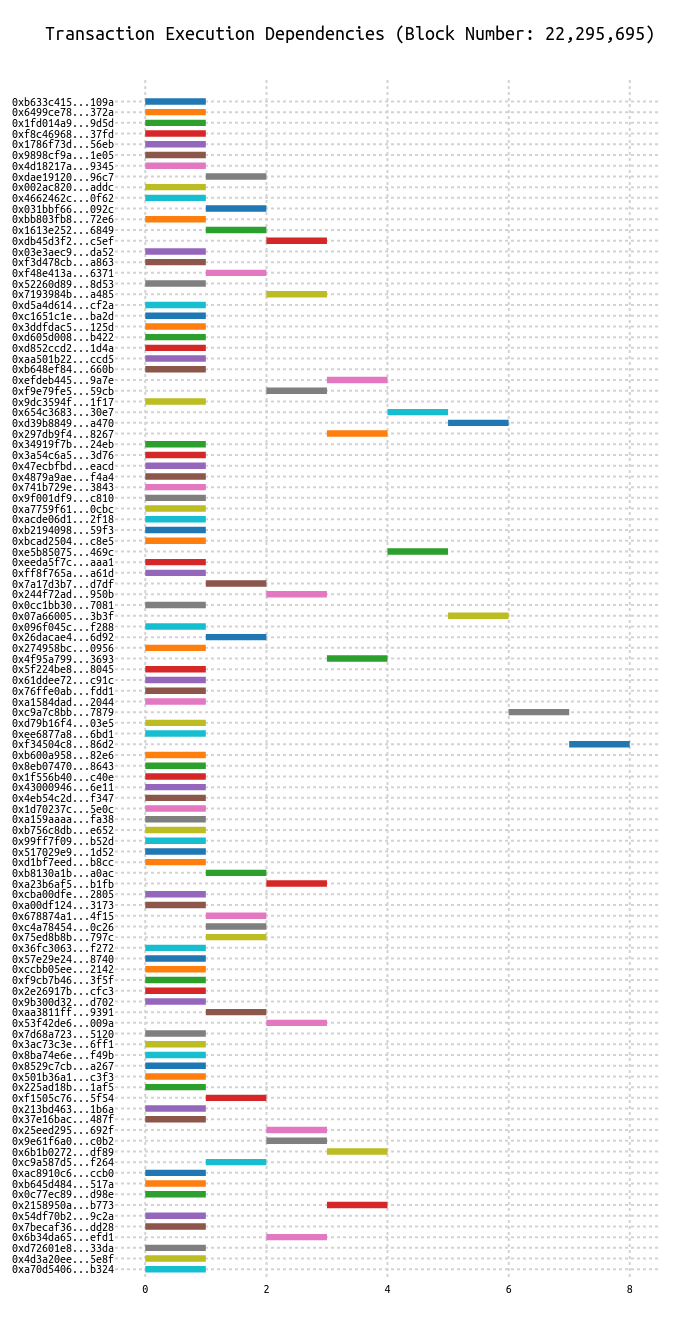 Transaction Execution Dependencies (Block Number: 22,295,695)
0xb633c415...109a
0x6499ce78...372a
0x1fd014a9...9d5d
0xf8c46968...37fd
0x1786f73d...56eb
0x9898cf9a...1e05
0x4d18217a...9345
0xdae19120...96c7
0x002ac820...addc
0x4662462c...0f62
0x031bbf66...092c
0xbb803fb8...72e6
0x1613e252...6849
0xdb45d3f2...c5ef
0x03e3aec9...da52
0xf3d478cb...a863
0xf48e413a...6371
0x52260d89...8d53
0x7193984b...a485
0xd5a4d614...cf2a
0xc1651c1e...ba2d
0x3ddfdac5...125d
0xd605d008...b422
0xd852ccd2...1d4a
0xaa501b22...ccd5
0xb648ef84...660b
0xefdeb445...9a7e
0xf9e79fe5...59cb
0x9dc3594f...1f17
0x654c3683...30e7
0xd39b8849...a470
0x297db9f4...8267
0x34919f7b...24eb
0x3a54c6a5...3d76
0x47ecbfbd...eacd
0x4879a9ae...f4a4
0x741b729e...3843
0x9f001df9...c810
0xa7759f61...0cbc
0xacde06d1...2f18
0xb2194098...59f3
0xbcad2504...c8e5
0xe5b85075...469c
0xeeda5f7c...aaa1
0xff8f765a...a61d
0x7a17d3b7...d7df
0x244f72ad...950b
0x0cc1bb30...7081
0x07a66005...3b3f
0x096f045c...f288
0x26dacae4...6d92
0x274958bc...0956
0x4f95a799...3693
0x5f224be8...8045
0x61ddee72...c91c
0x76ffe0ab...fdd1
0xa1584dad...2044
0xc9a7c8bb...7879
0xd79b16f4...03e5
0xee6877a8...6bd1
0xf34504c8...86d2
0xb600a958...82e6
0x8eb07470...8643
0x1f556b40...c40e
0x43000946...6e11
0x4eb54c2d...f347
0x1d70237c...5e0c
0xa159aaaa...fa38
0xb756c8db...e652
0x99ff7f09...b52d
0x517029e9...1d52
0xd1bf7eed...b8cc
0xb8130a1b...a0ac
0xa23b6af5...b1fb
0xcba00dfe...2805
0xa00df124...3173
0x678874a1...4f15
0xc4a78454...0c26
0x75ed8b8b...797c
0x36fc3063...f272
0x57e29e24...8740
0xccbb05ee...2142
0xf9cb7b46...3f5f
0x2e26917b...cfc3
0x9b300d32...d702
0xaa3811ff...9391
0x53f42de6...009a
0x7d68a723...5120
0x3ac73c3e...6ff1
0x8ba74e6e...f49b
0x8529c7cb...a267
0x501b36a1...c3f3
0x225ad18b...1af5
0xf1505c76...5f54
0x213bd463...1b6a
0x37e16bac...487f
0x25eed295...692f
0x9e61f6a0...c0b2
0x6b1b0272...df89
0xc9a587d5...f264
0xac8910c6...ccb0
0xb645d484...517a
0x0c77ec89...d98e
0x2158950a...b773
0x54df70b2...9c2a
0x7becaf36...dd28
0x6b34da65...efd1
0xd72601e8...33da
0x4d3a20ee...5e8f
0xa70d5406...b324
0 2 4 6 8